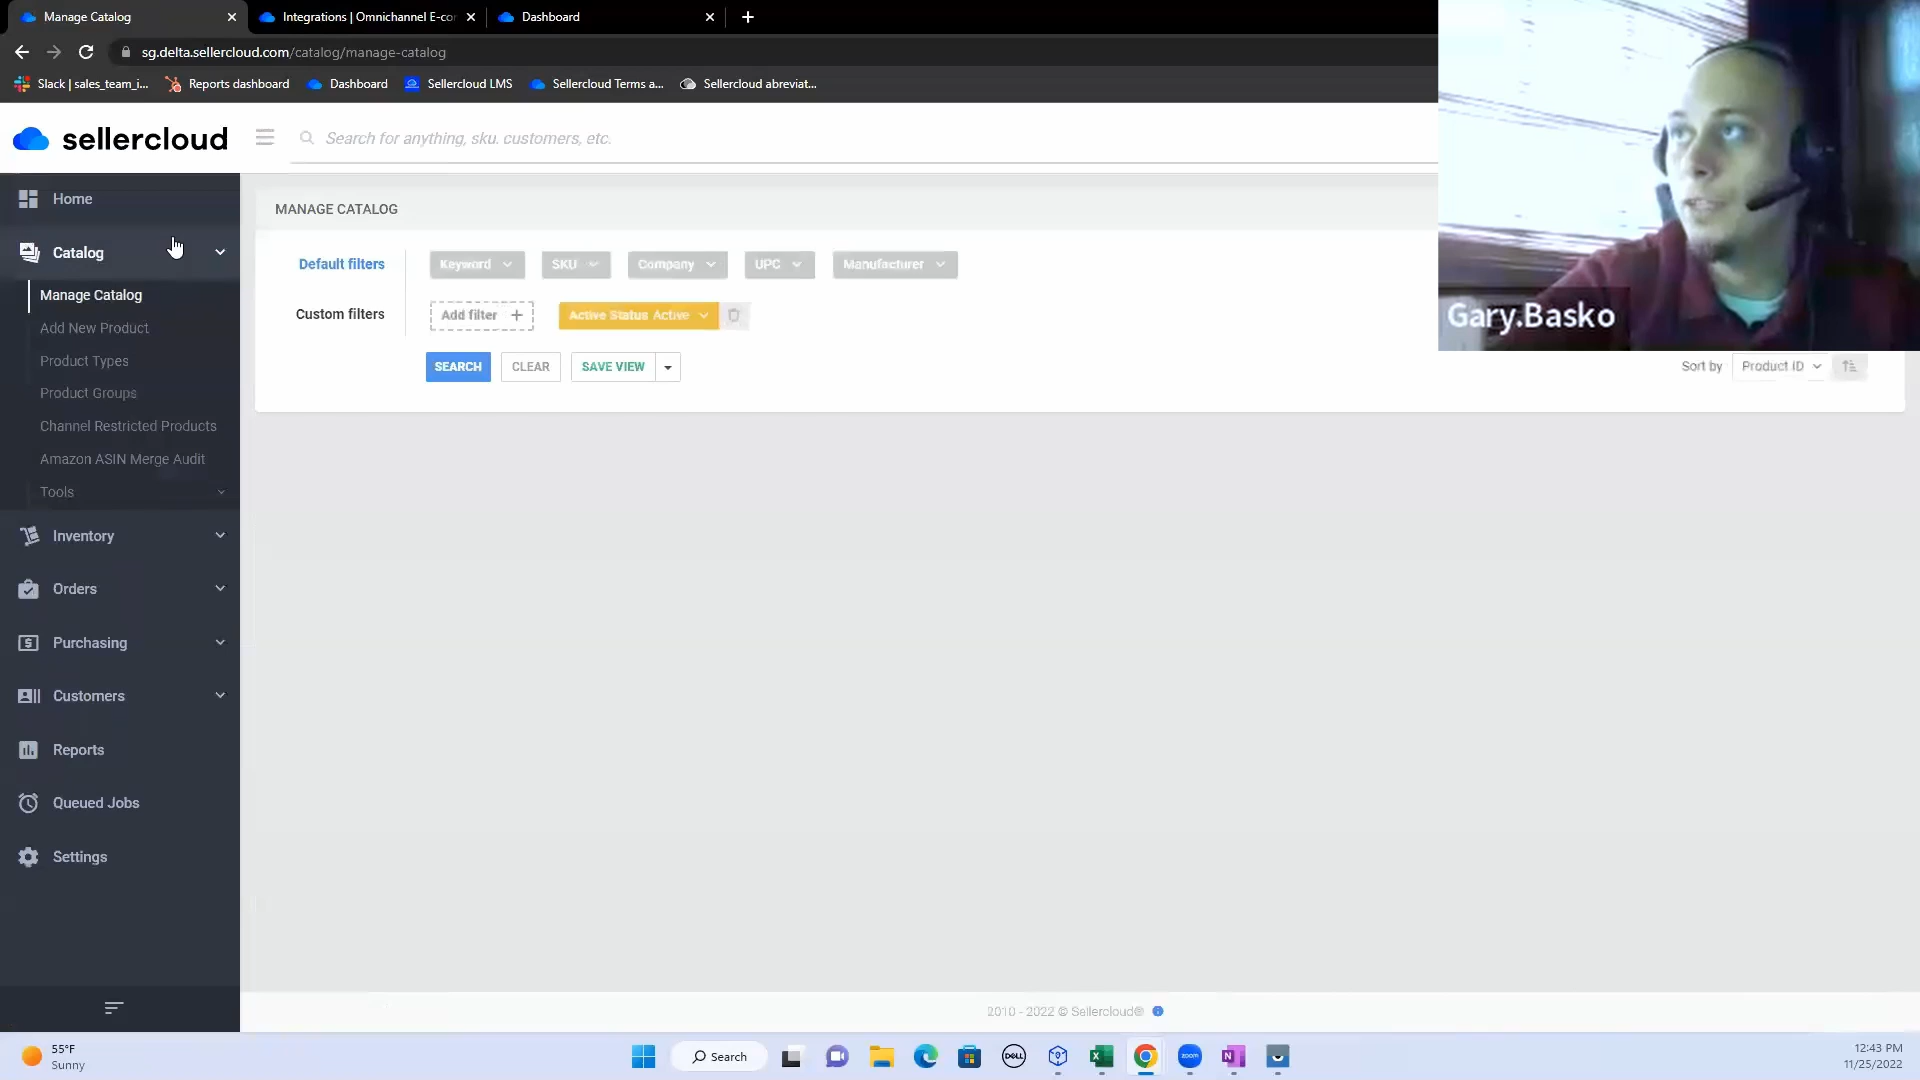 Manage Catalog
Integrations | Omnichannel E-cor
Dashboard
sg.delta.sellercloud.com/catalog/manage-catalog
Slack | sales_team_i...
Reports dashboard
Dashboard
Sellercloud LMS
Sellercloud Terms a...
Sellercloud abreviat...
sellercloud
Search for anything, sku. customers, etc.
Home
Catalog
Manage Catalog
Add New Product
Product Types
Product Groups
Channel Restricted Products
Amazon ASIN Merge Audit
Tools
Inventory
Orders
Purchasing
Customers
Reports
Queued Jobs
Settings
MANAGE CATALOG
Default filters
Keyword
SKU
Company
UPC
Manufacturer
Custom filters
Add filter +
Active Status Active
SEARCH
CLEAR
SAVE VIEW
Sort by
Product ID
Gary.Basko
2010 - 2022 © Sellercloud®
55°F
Sunny
Search
DELL
zoom
12:43 PM
11/25/2022